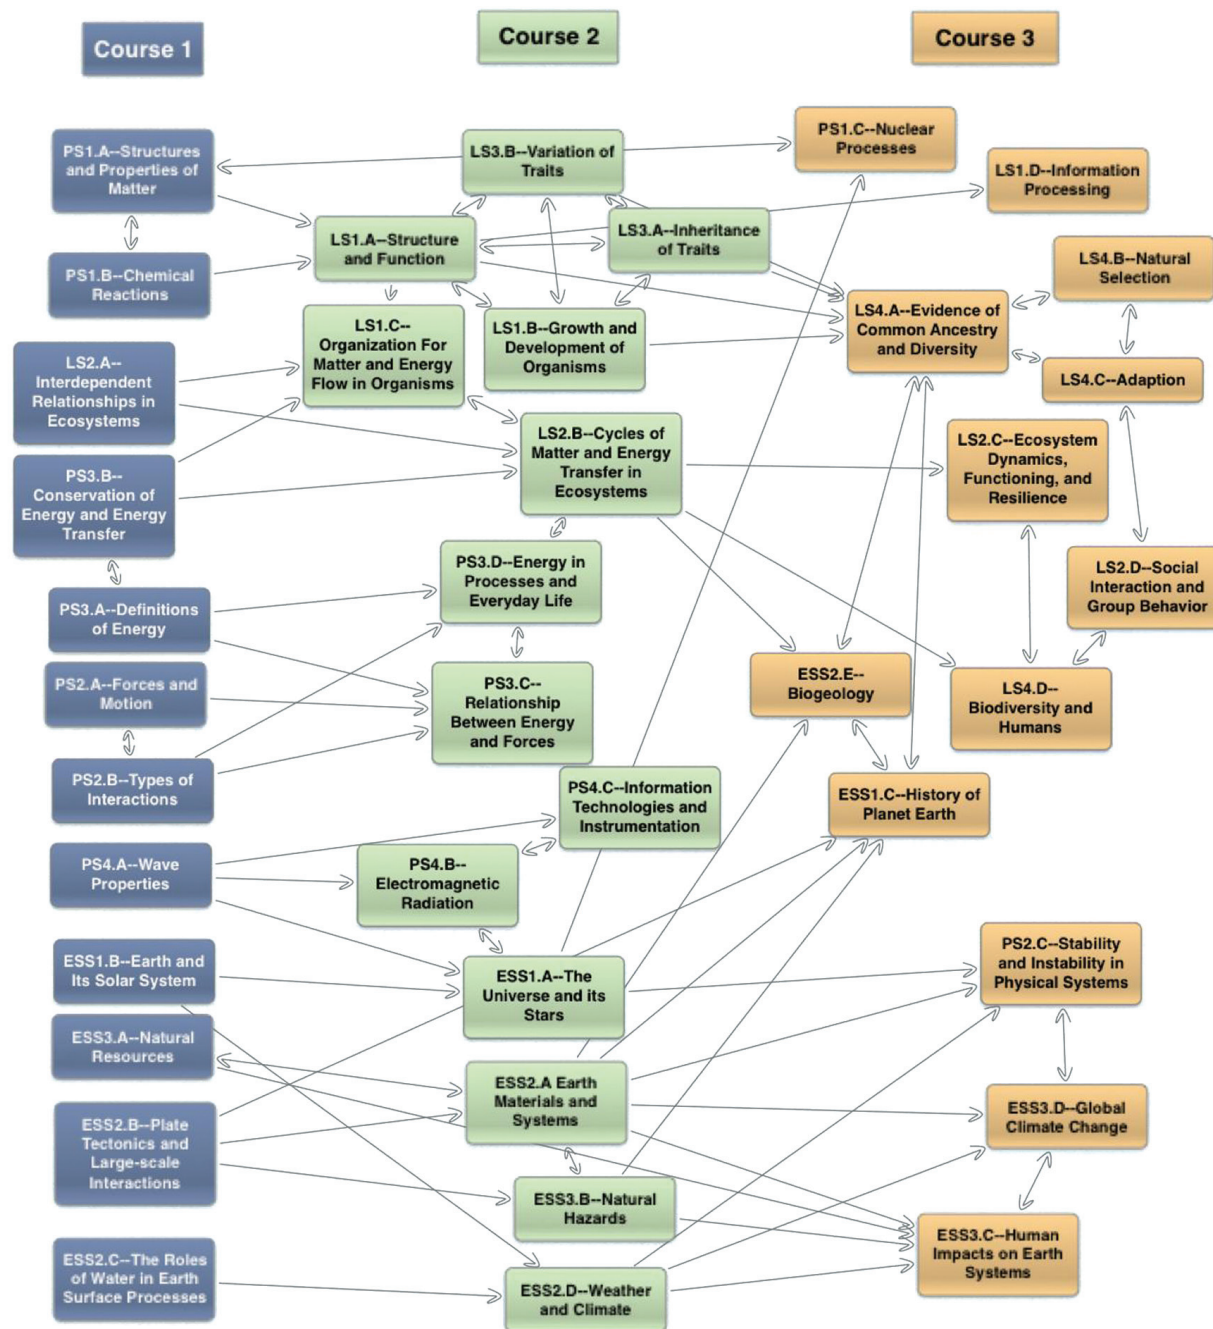 Course 1
Course 2
Course 3
PS1.A--Structures
and Properties of
Matter
PS1.B--Chemical
Reactions
LS2.A--
Interdependent
Relationships in
Ecosystems
PS3.B--
Conservation of
Energy and Energy
Transfer
PS3.A--Definitions
of Energy
PS2.A--Forces and
Motion
PS2.B--Types of
Interactions
PS4.A--Wave
Properties
ESS1.B--Earth and
Its Solar System
ESS3.A--Natural
Resources
ESS2.B--Plate
Tectonics and
Large-scale
Interactions
ESS2.C--The Roles
of Water in Earth
Surface Processes
LS3.B--Variation of
Traits
LS1.A--Structure
and Function
LS3.A--Inheritance
of Traits
LS1.C--
Organization For
Matter and Energy
Flow in Organisms
LS1.B--Growth and
Development of
Organisms
LS2.B--Cycles of
Matter and Energy
Transfer in
Ecosystems
PS3.D--Energy in
Processes and
Everyday Life
PS3.C--
Relationship
Between Energy
and Forces
PS4.C--Information
Technologies and
Instrumentation
PS4.B--
Electromagnetic
Radiation
ESS1.A--The
Universe and its
Stars
ESS2.A Earth
Materials and
Systems
ESS3.B--Natural
Hazards
ESS2.D--Weather
and Climate
PS1.C--Nuclear
Processes
LS1.D--Information
Processing
LS4.B--Natural
Selection
LS4.A--Evidence of
Common Ancestry
and Diversity
LS4.C--Adaption
LS2.C--Ecosystem
Dynamics,
Functioning, and
Resilience
LS2.D--Social
Interaction and
Group Behavior
ESS2.E--
Biogeology
LS4.D--
Biodiversity and
Humans
ESS1.C--History of
Planet Earth
PS2.C--Stability
and Instability in
Physical Systems
ESS3.D--Global
Climate Change
ESS3.C--Human
Impacts on Earth
Systems